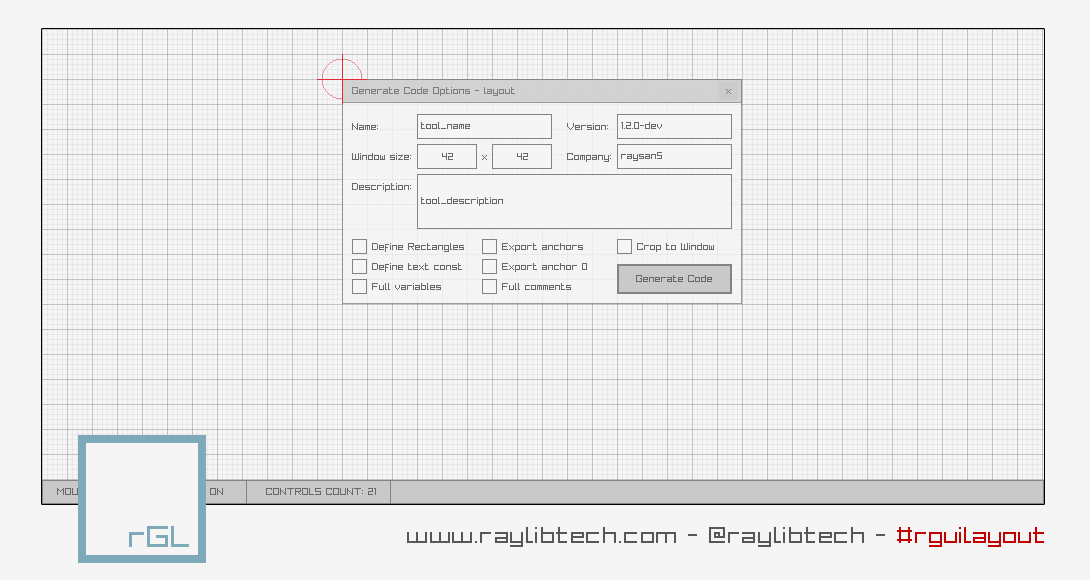 Generate Code Options - layout x
Name: tool_name Version: 1.2.0-dev
Window size: 42 x 42 Company: raysan5
Description: tool_description
Define Rectangles Export anchors Crop to Window
Define text const Export anchor 0
Generate Code
Full variables Full comments
MOU ON CONTROLS COUNT: 21
rGL
www.raylibtech.com - @raylibtech - #rguilayout